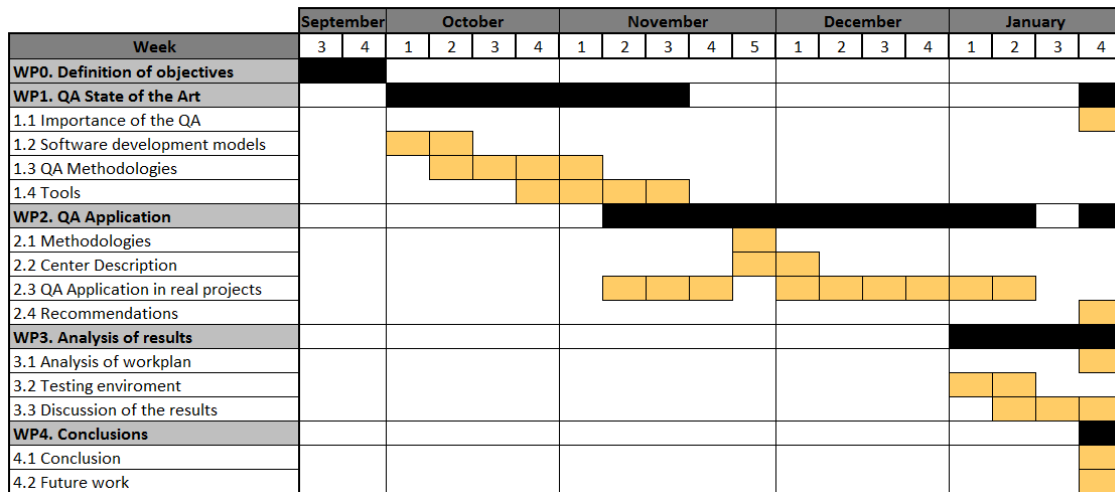 September October November December January
Week 3 4 1 2 3 4 1 2 3 4 5 1 2 3 4 1 2 3 4
WP0. Definition of objectives
WP1. QA State of the Art
1.1 Importance of the QA
1.2 Software development models
1.3 QA Methodologies
1.4 Tools
WP2. QA Application
2.1 Methodologies
2.2 Center Description
2.3 QA Application in real projects
2.4 Recommendations
WP3. Analysis of results
3.1 Analysis of workplan
3.2 Testing enviroment
3.3 Discussion of the results
WP4. Conclusions
4.1 Conclusion
4.2 Future work